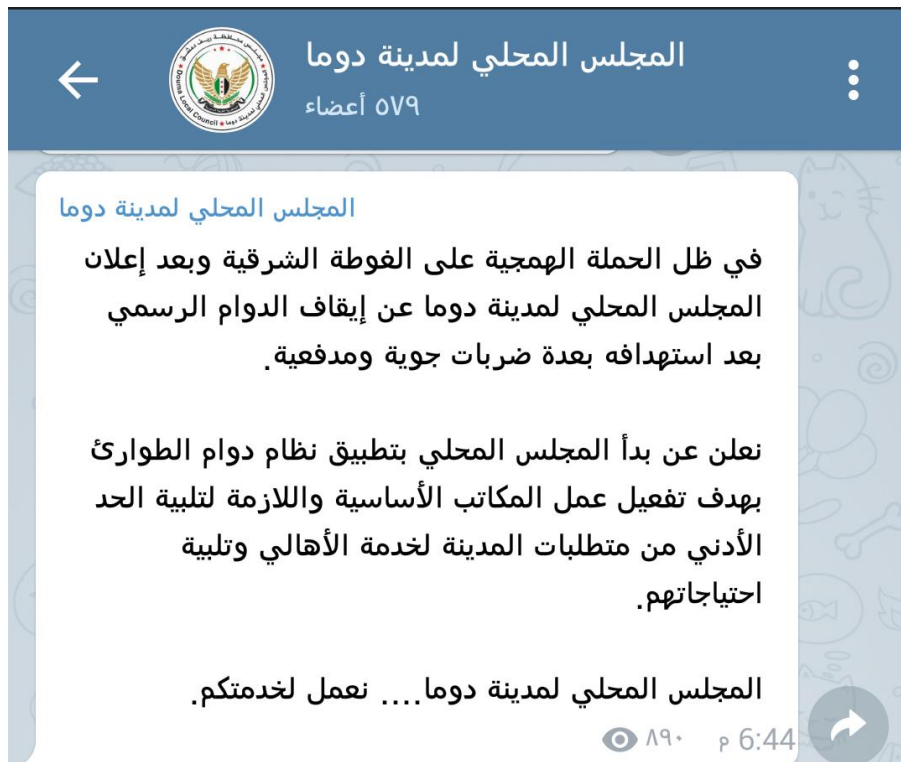 المجلس المحلي لمدينة دوما
٥٧٩ أعضاء
Douma Local Council
المجلس المحلي لمدينة دوما
في ظل الحملة الهمجية على الغوطة الشرقية وبعد إعلان
المجلس المحلي لمدينة دوما عن إيقاف الدوام الرسمي
بعد استهدافه بعدة ضربات جوية ومدفعية.
نعلن عن بدأ المجلس المحلي بتطبيق نظام دوام الطوارئ
بهدف تفعيل عمل المكاتب الأساسية واللازمة لتلبية الحد
الأدني من متطلبات المدينة لخدمة الأهالي وتلبية
احتياجاتهم.
المجلس المحلي لمدينة دوما.... نعمل لخدمتكم.
٨٩٠ 6:44 م